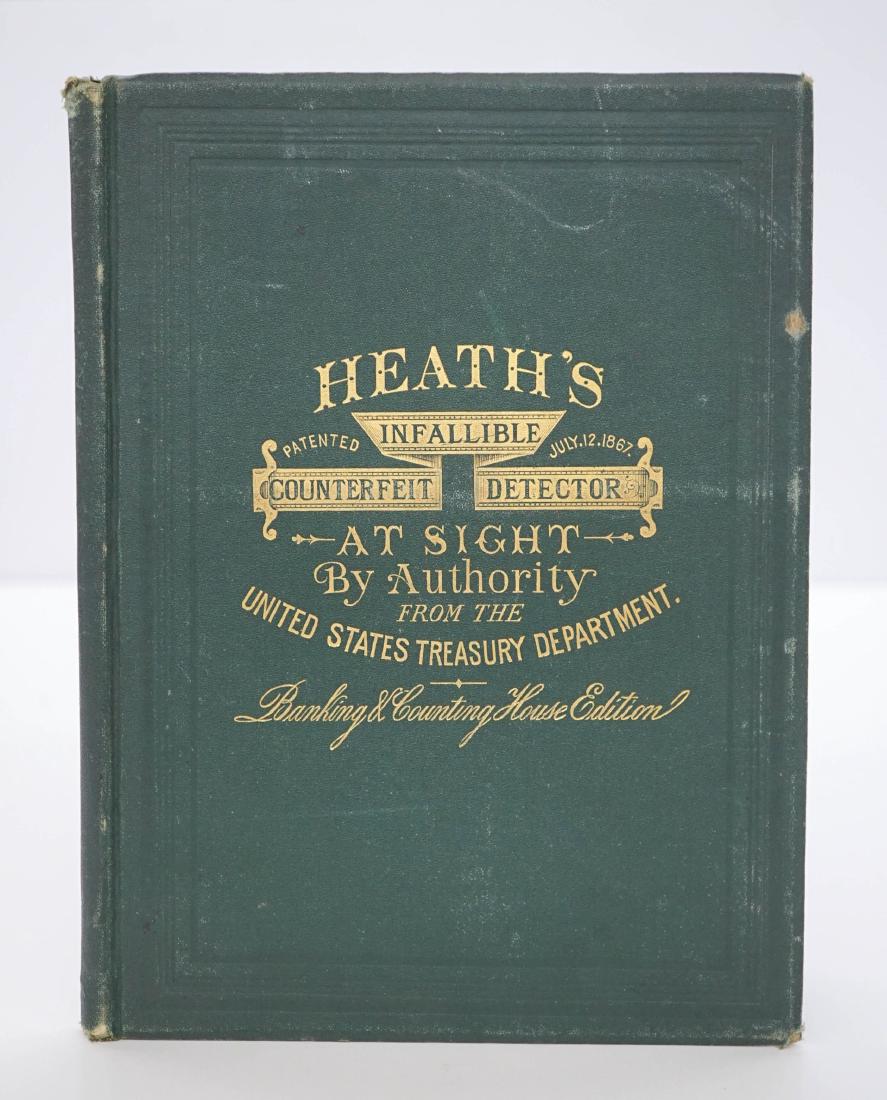 HEATH'S
PATENTED INFALLIBLE JULY.12.1867.
COUNTERFEIT DETECTOR
AT SIGHT
By Authority
FROM THE
UNITED STATES TREASURY DEPARTMENT.
Banking & Counting House Edition